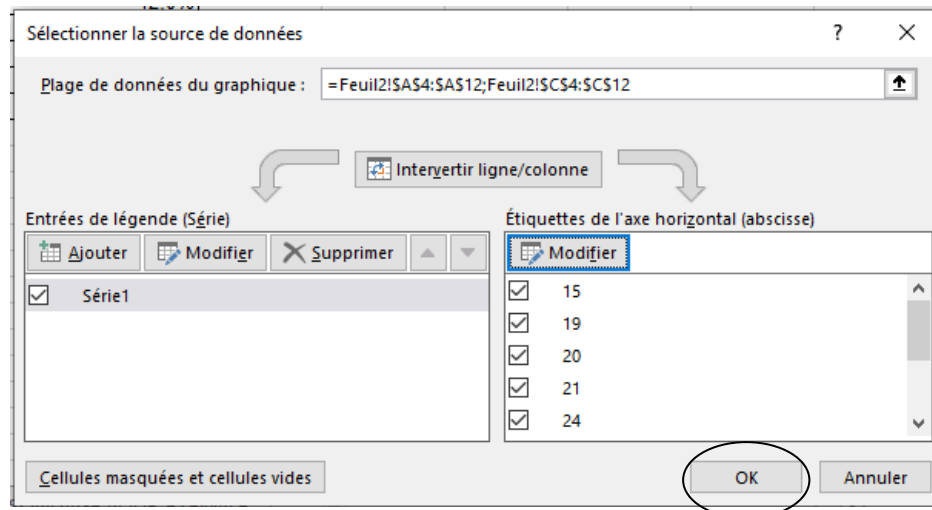 Sélectionner la source de données ?
Plage de données du graphique : =Feuil2!$A$4:$A$12;Feuil2!$C$4:$C$12
Intervertir ligne/colonne
Entrées de légende (Série)
Ajouter Modifier Supprimer
Série1
Étiquettes de l'axe horizontal (abscisse)
Modifier
15
19
20
21
24
Cellules masquées et cellules vides
OK Annuler